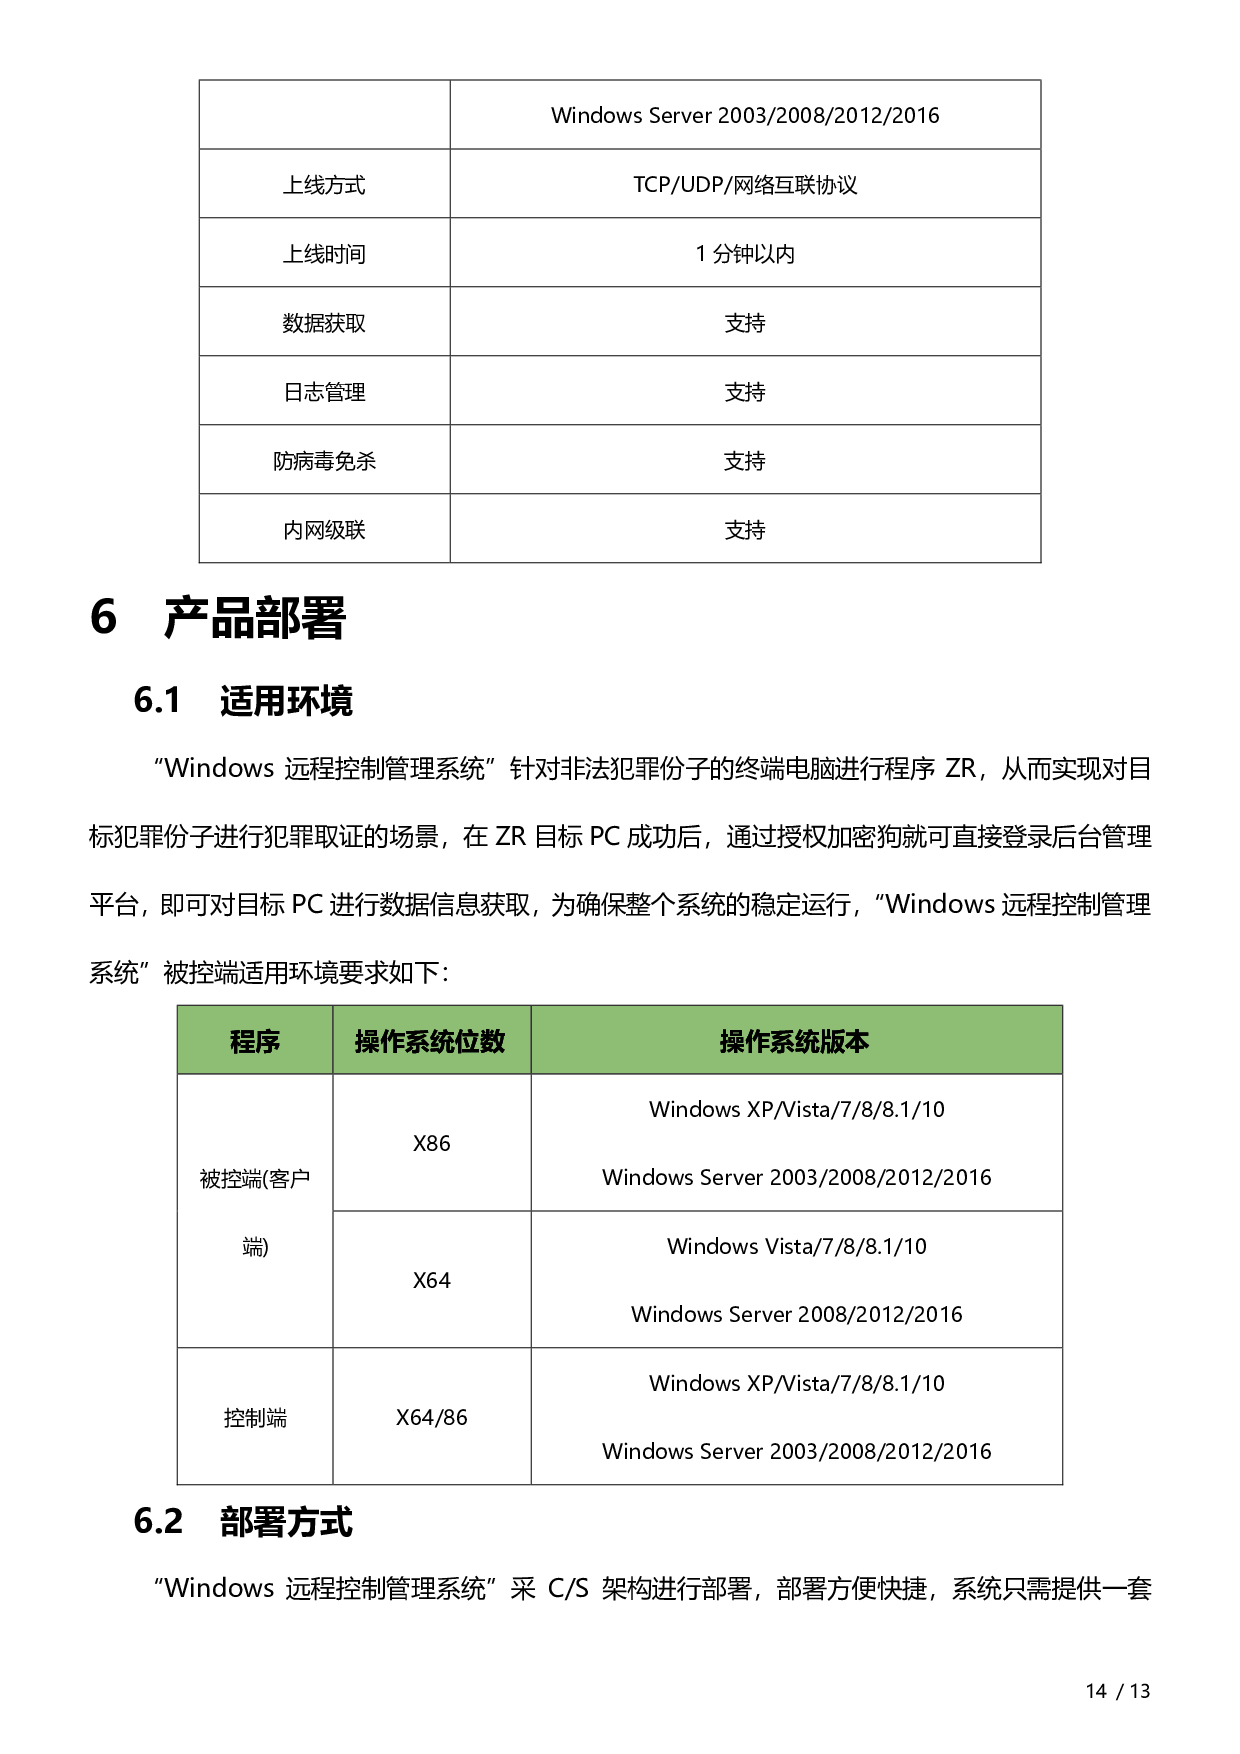 Windows Server 2003/2008/2012/2016
上线方式 TCP/UDP/网络互联协议
上线时间 1 分钟以内
数据获取 支持
日志管理 支持
防病毒免杀 支持
内网级联 支持
6 产品部署
6.1 适用环境
“Windows 远程控制管理系统”针对非法犯罪份子的终端电脑进行程序 ZR，从而实现对目
标犯罪份子进行犯罪取证的场景，在 ZR 目标 PC 成功后，通过授权加密狗就可直接登录后台管理
平台，即可对目标 PC 进行数据信息获取，为确保整个系统的稳定运行，“Windows 远程控制管理
系统”被控端适用环境要求如下：
程序 操作系统位数 操作系统版本
被控端(客户
端)
X86
Windows XP/Vista/7/8/8.1/10
Windows Server 2003/2008/2012/2016
X64
Windows Vista/7/8/8.1/10
Windows Server 2008/2012/2016
控制端
X64/86
Windows XP/Vista/7/8/8.1/10
Windows Server 2003/2008/2012/2016
6.2 部署方式
“Windows 远程控制管理系统”采 C/S 架构进行部署，部署方便快捷，系统只需提供一套
14 / 13